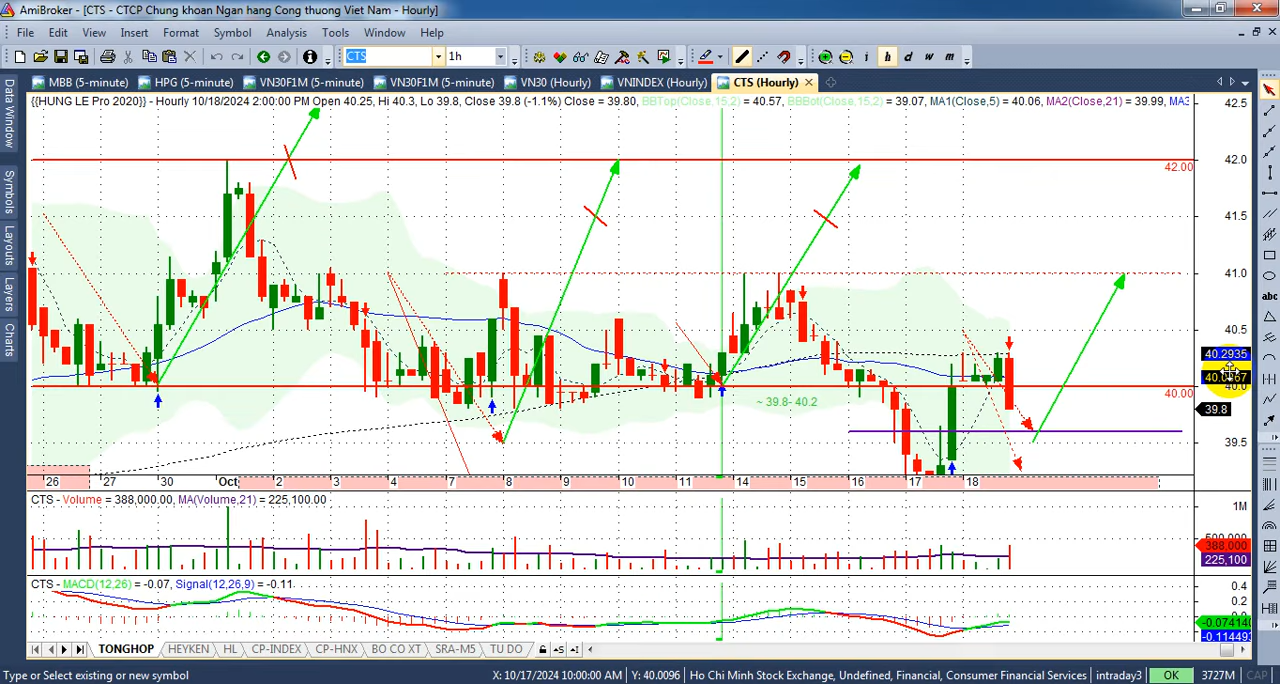 AmiBroker - [CTS - CTCP Chung khoan Ngan hang Cong thuong Viet Nam - Hourly]
File Edit View Insert Format Symbol Analysis Tools Window Help
CTS 1h i h d w m
MBB (5-minute) HPG (5-minute) VN30F1M (5-minute) VN30F1M (5-minute) VN30 (Hourly) VNINDEX (Hourly) CTS (Hourly)
{{HUNG LE Pro 2020}} - Hourly 10/18/2024 2:00:00 PM Open 40.25, Hi 40.3, Lo 39.8, Close 39.8 (-1.1%) Close = 39.80, BBTop(Close,15,2) = 40.57, BBBot(Close,15,2) = 39.07, MA1(Close,5) = 40.06, MA2(Close,21) = 39.99, MA3
Data Window
Symbols
Layouts
Layers
Charts
42.5
42.0
42.00
41.5
41.0
40.5
40.2935
40.0
40.00
39.8
39.5
~ 39.8- 40.2
abc
26 27 30 Oct 2 3 4 7 8 9 10 11 14 15 16 17 18
CTS - Volume = 388,000.00, MA(Volume,21) = 225,100.00
1M
388,000
225,100
CTS - MACD(12,26) = -0.07, Signal(12,26,9) = -0.11
0.4
0.2
-0.07414
-0.11449
TONGHOP HEYKEN HL CP-INDEX CP-HNX BO CO XT SRA-M5 TU DO
Type or Select existing or new symbol X: 10/17/2024 10:00:00 AM Y: 40.0096 Ho Chi Minh Stock Exchange, Undefined, Financial, Consumer Financial Services intraday3 OK 3727M CAP